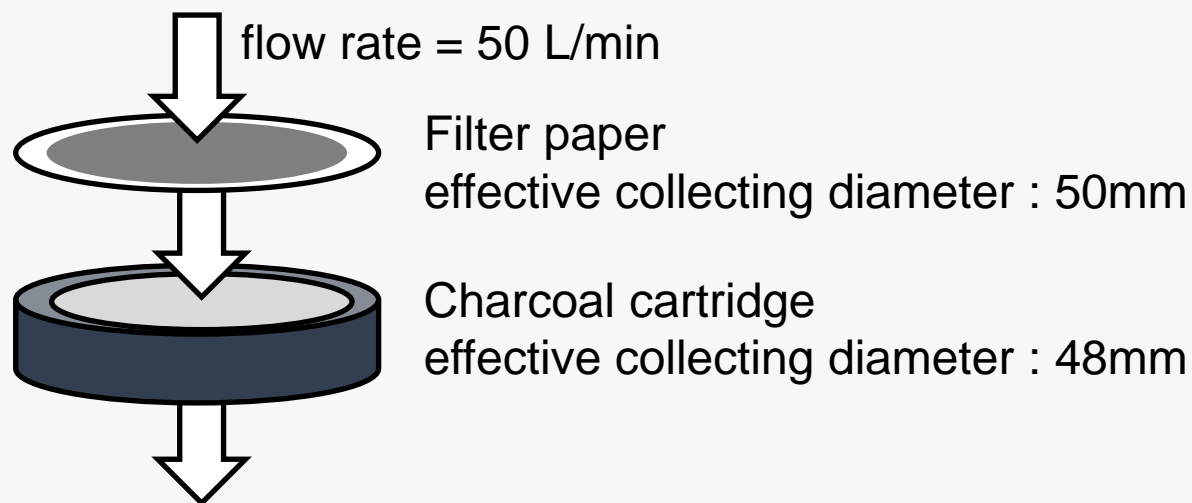 flow rate = 50 L/min
Filter paper
effective collecting diameter : 50mm
Charcoal cartridge
effective collecting diameter : 48mm